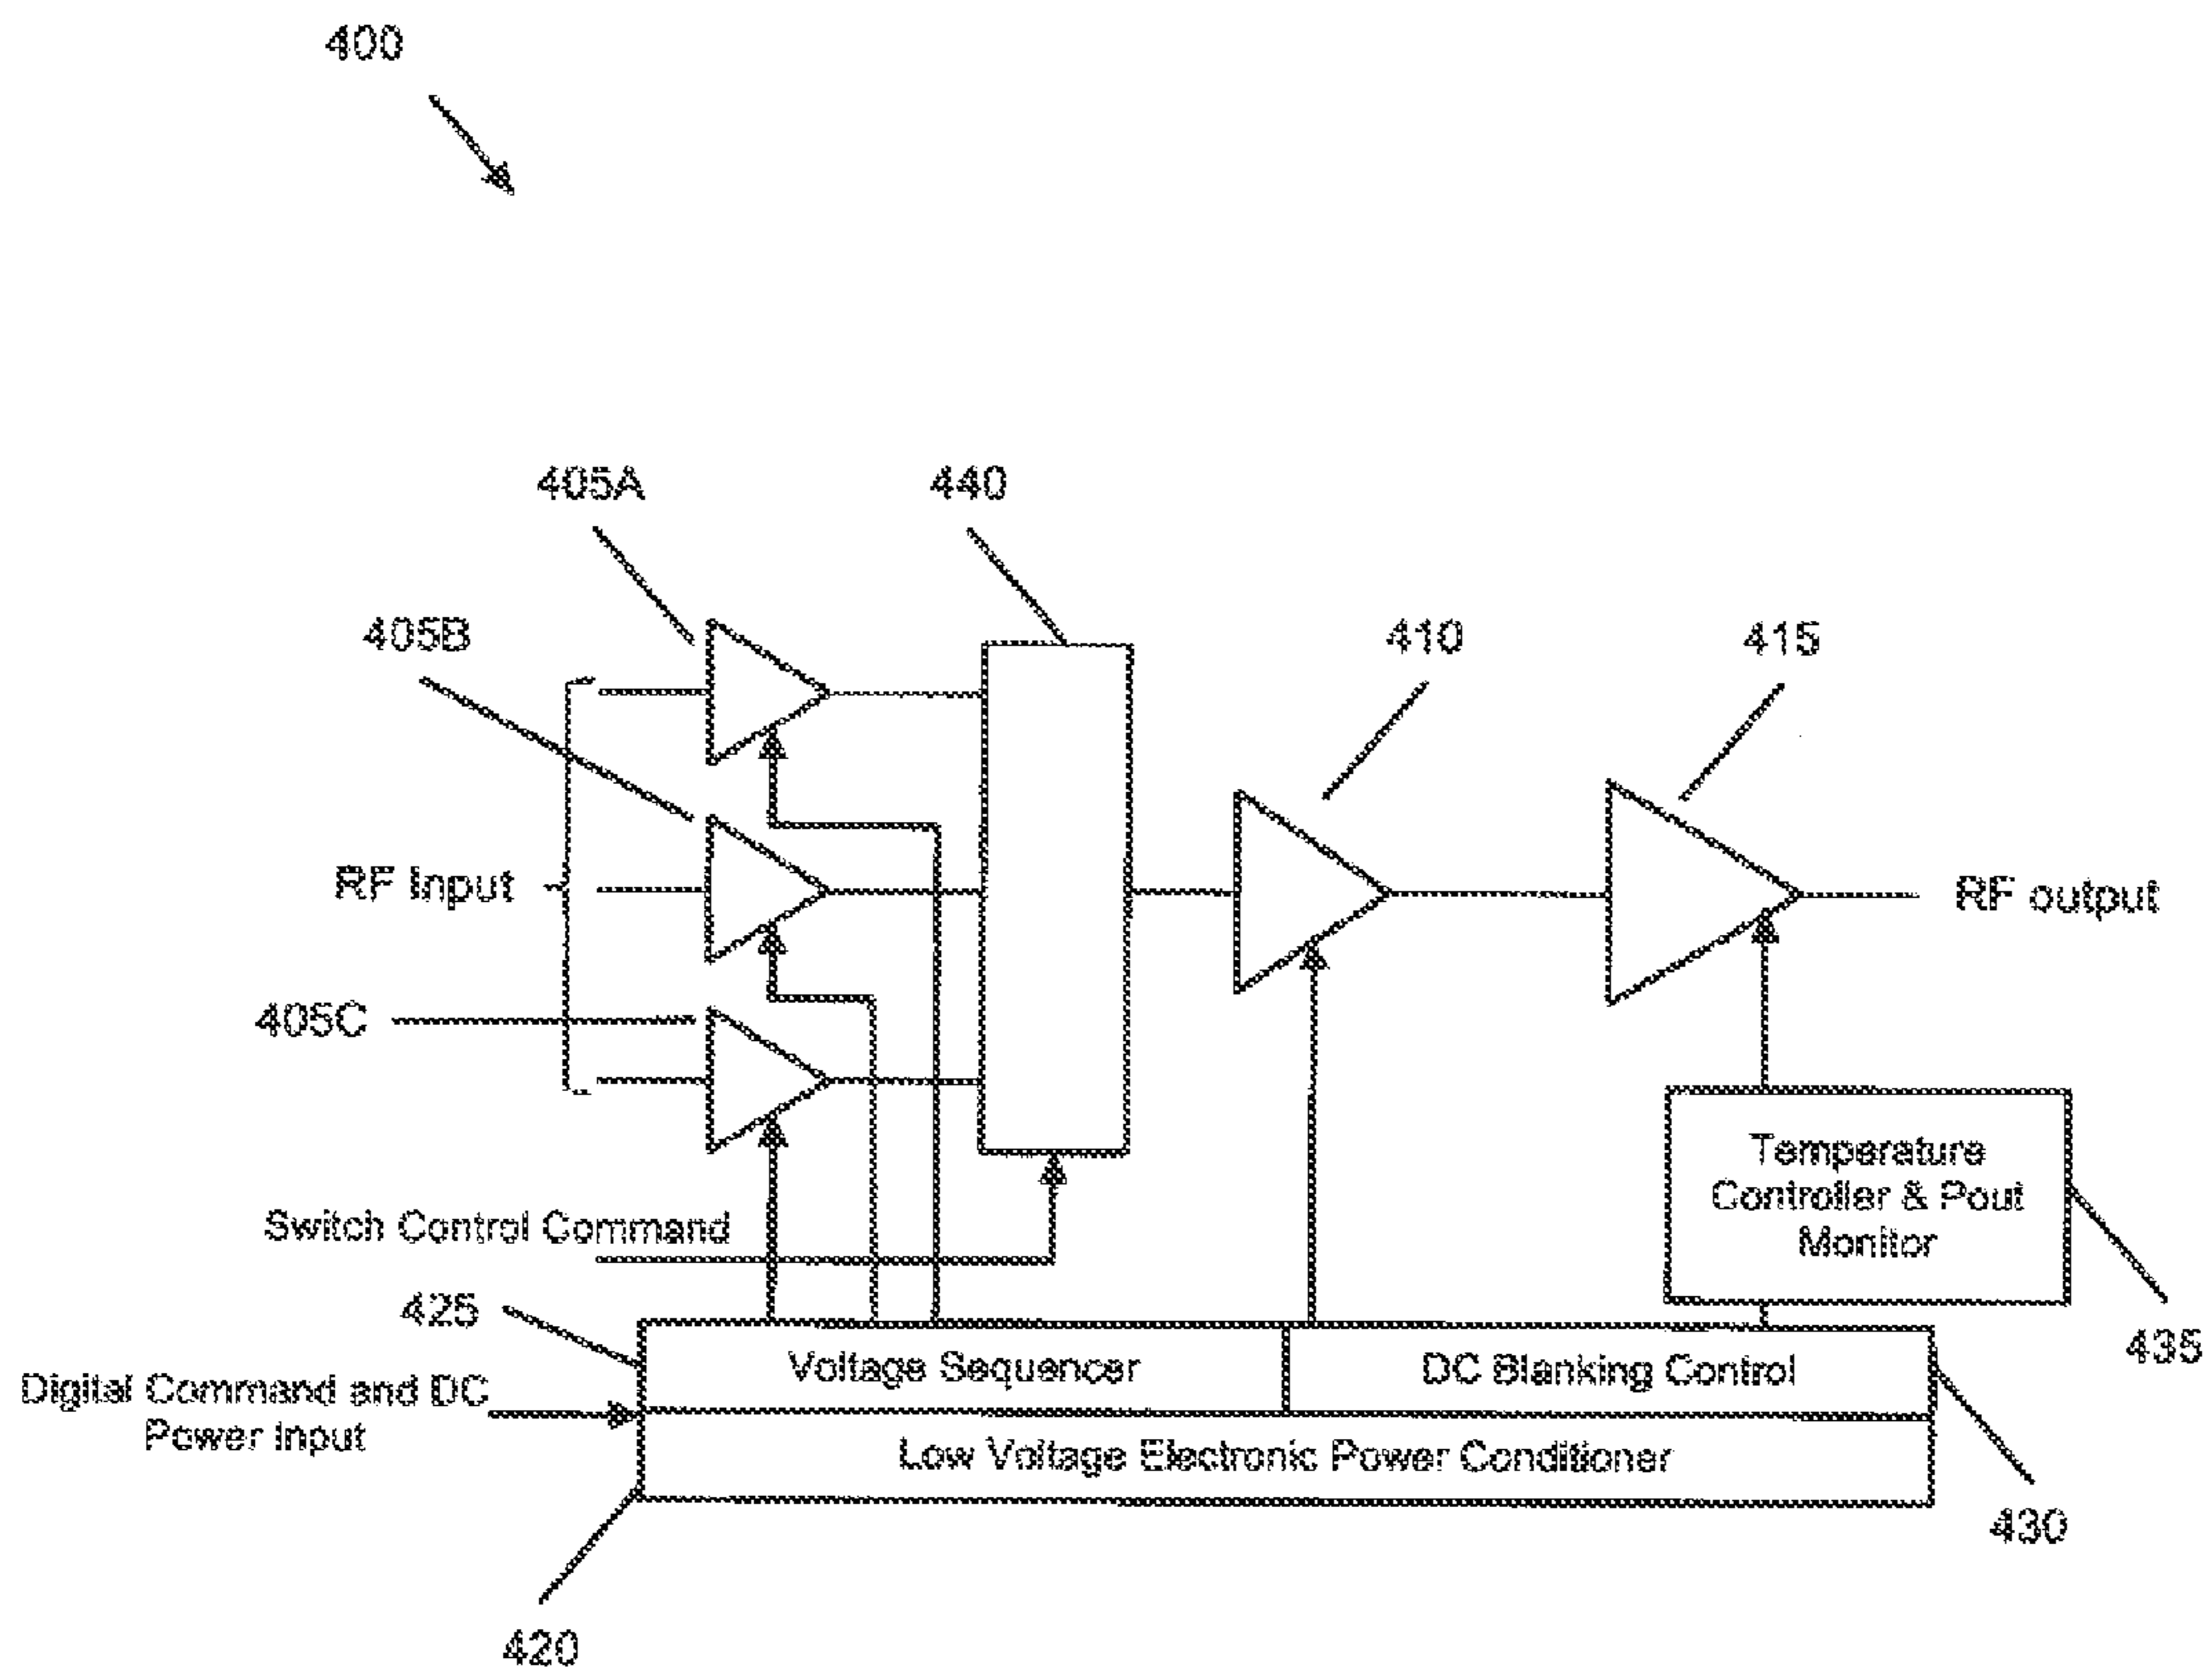 400
405A
440
405B
410
415
RF Input
RF output
405C
Temperature
Controller & Pout
Monitor
Switch Control Command
425
435
Voltage Sequencer
DC Blanking Control
Digital Command and DC
Power Input
Low Voltage Electronic Power Conditioner
430
420